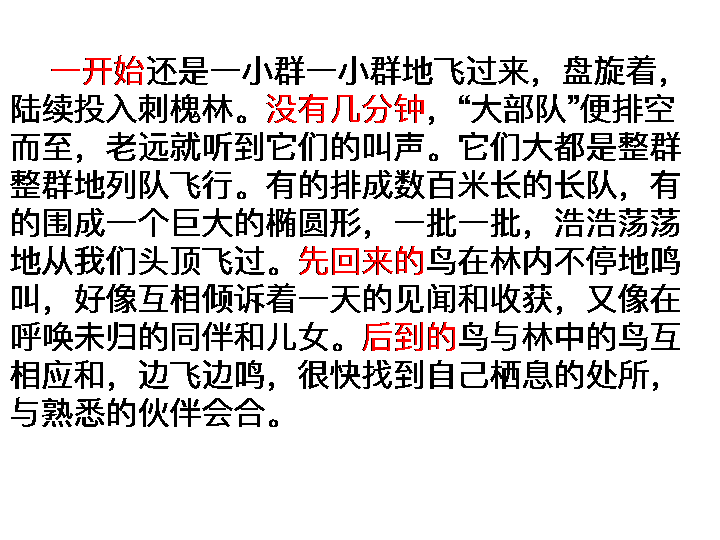 一开始还是一小群一小群地飞过来，盘旋着，
陆续投入刺槐林。没有几分钟，“大部队”便排空
而至，老远就听到它们的叫声。它们大都是整群
整群地列队飞行。有的排成数百米长的长队，有
的围成一个巨大的椭圆形，一批一批，浩浩荡荡
地从我们头顶飞过。先回来的鸟在林内不停地鸣
叫，好像互相倾诉着一天的见闻和收获，又像在
呼唤未归的同伴和儿女。后到的鸟与林中的鸟互
相应和，边飞边鸣，很快找到自己栖息的处所，
与熟悉的伙伴会合。